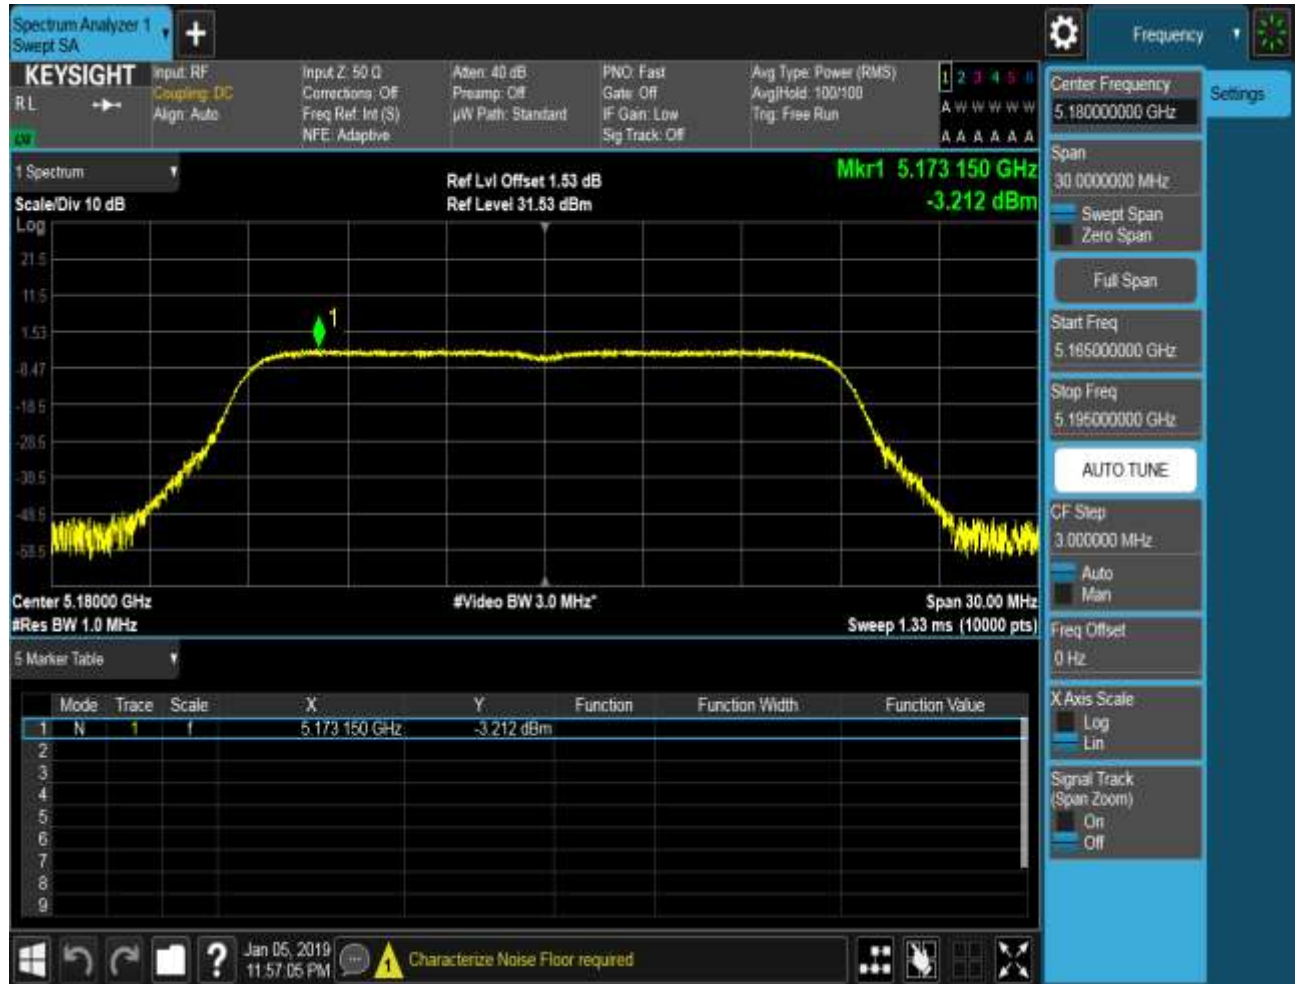 Spectrum Analyzer 1
Swept SA
Frequency
KEYSIGHT
R L
Input: RF
Coupling: DC
Align: Auto
Input Z: 50 Ω
Corrections: Off
Freq Ref: Int (S)
NFE: Adaptive
Atten: 40 dB
Preamp: Off
µW Path: Standard
PNO: Fast
Gate: Off
IF Gain: Low
Sig Track: Off
Avg Type: Power (RMS)
Avg|Hold: 100/100
Trig: Free Run
1 2 3 4 5 6
A W W W W W
A A A A A A
1 Spectrum
Scale/Div 10 dB
Ref Lvl Offset 1.53 dB
Ref Level 31.53 dBm
Mkr1 5.173 150 GHz
-3.212 dBm
Log
21.5
11.5
1.53
-8.47
-18.5
-28.5
-38.5
-48.5
-58.5
1
Center 5.18000 GHz
#Res BW 1.0 MHz
#Video BW 3.0 MHz*
Span 30.00 MHz
Sweep 1.33 ms (10000 pts)
5 Marker Table
Mode Trace Scale X Y Function Function Width Function Value
1 N 1 f 5.173 150 GHz -3.212 dBm
2
3
4
5
6
7
8
9
Jan 05, 2019
11:57:05 PM
1
Characterize Noise Floor required
Center Frequency
5.180000000 GHz
Settings
Span
30.0000000 MHz
Swept Span
Zero Span
Full Span
Start Freq
5.165000000 GHz
Stop Freq
5.195000000 GHz
AUTO TUNE
CF Step
3.000000 MHz
Auto
Man
Freq Offset
0 Hz
X Axis Scale
Log
Lin
Signal Track
(Span Zoom)
On
Off